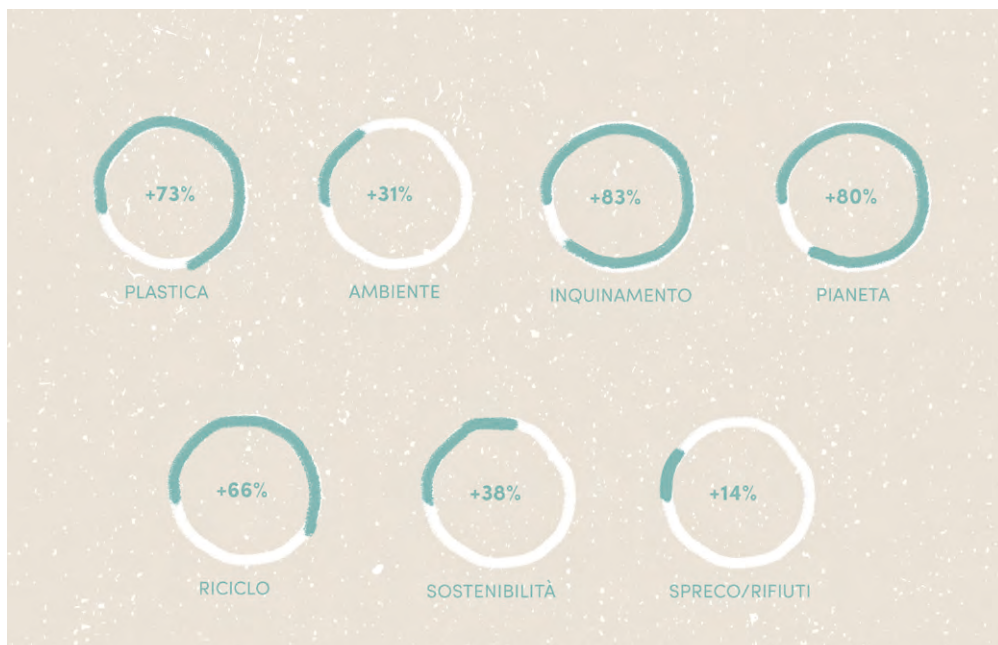 +73%
+31%
+83%
+80%
PLASTICA
AMBIENTE
INQUINAMENTO
PIANETA
+66%
+38%
+14%
RICICLO
SOSTENIBILITÀ
SPRECO/RIFIUTI